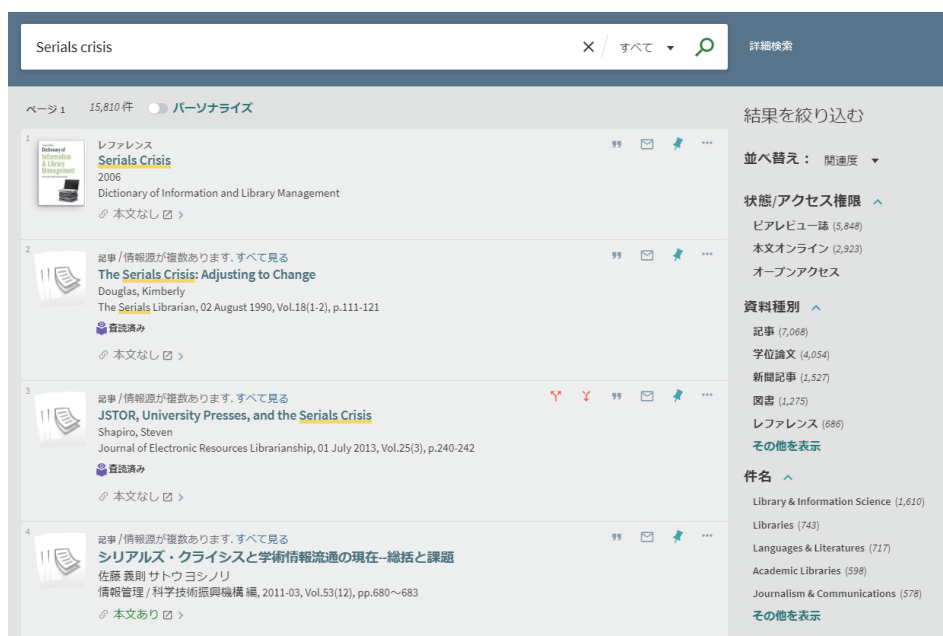 Serials crisis
すべて
詳細検索
ページ 1 15,810 件 パーソナライズ
1
Dictionary of
Information
& Library
Management
レファレンス
Serials Crisis
2006
Dictionary of Information and Library Management
本文なし
2
記事/情報源が複数あります. すべて見る
The Serials Crisis: Adjusting to Change
Douglas, Kimberly
The Serials Librarian, 02 August 1990, Vol.18(1-2), p.111-121
査読済み
本文なし
3
記事/情報源が複数あります. すべて見る
JSTOR, University Presses, and the Serials Crisis
Shapiro, Steven
Journal of Electronic Resources Librarianship, 01 July 2013, Vol.25(3), p.240-242
査読済み
本文なし
4
記事/情報源が複数あります. すべて見る
シリアルズ・クライシスと学術情報流通の現在--総括と課題
佐藤 義則 サトウ ヨシノリ
情報管理 / 科学技術振興機構 編, 2011-03, Vol.53(12), pp.680～683
本文あり
結果を絞り込む
並べ替え： 関連度
状態/アクセス権限
ピアレビュー誌 (5,848)
本文オンライン (2,923)
オープンアクセス
資料種別
記事 (7,068)
学位論文 (4,054)
新聞記事 (1,527)
図書 (1,275)
レファレンス (686)
その他を表示
件名
Library & Information Science (1,610)
Libraries (743)
Languages & Literatures (717)
Academic Libraries (598)
Journalism & Communications (578)
その他を表示